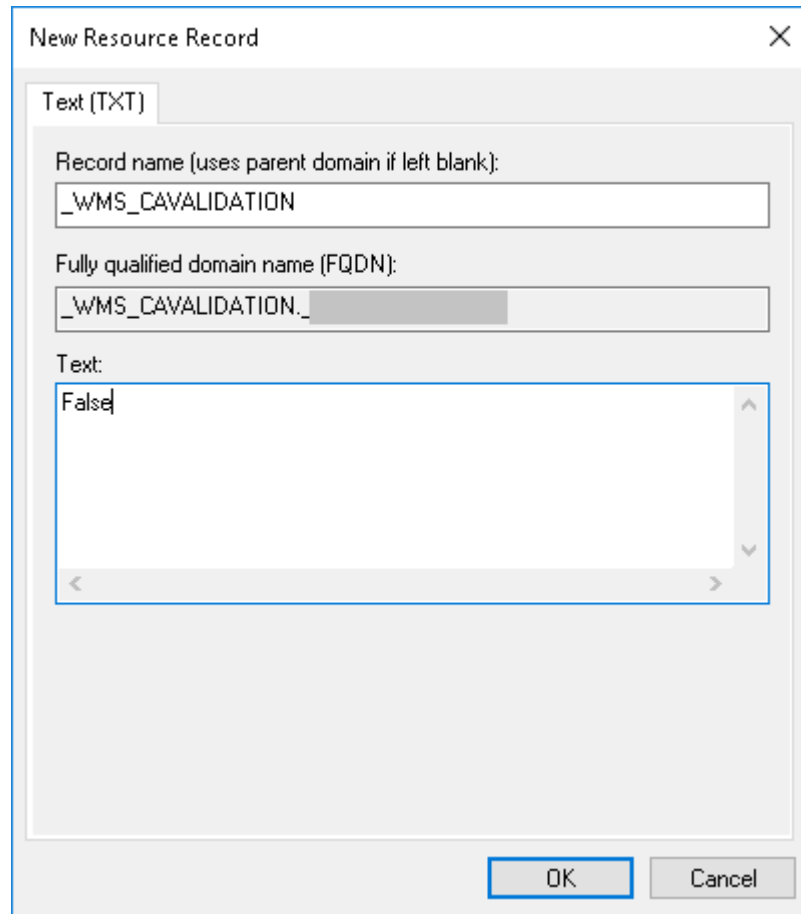 New Resource Record
Text (TXT)
Record name (uses parent domain if left blank):
_WMS_CAVALIDATION
Fully qualified domain name (FQDN):
_WMS_CAVALIDATION._
Text:
False
OK
Cancel